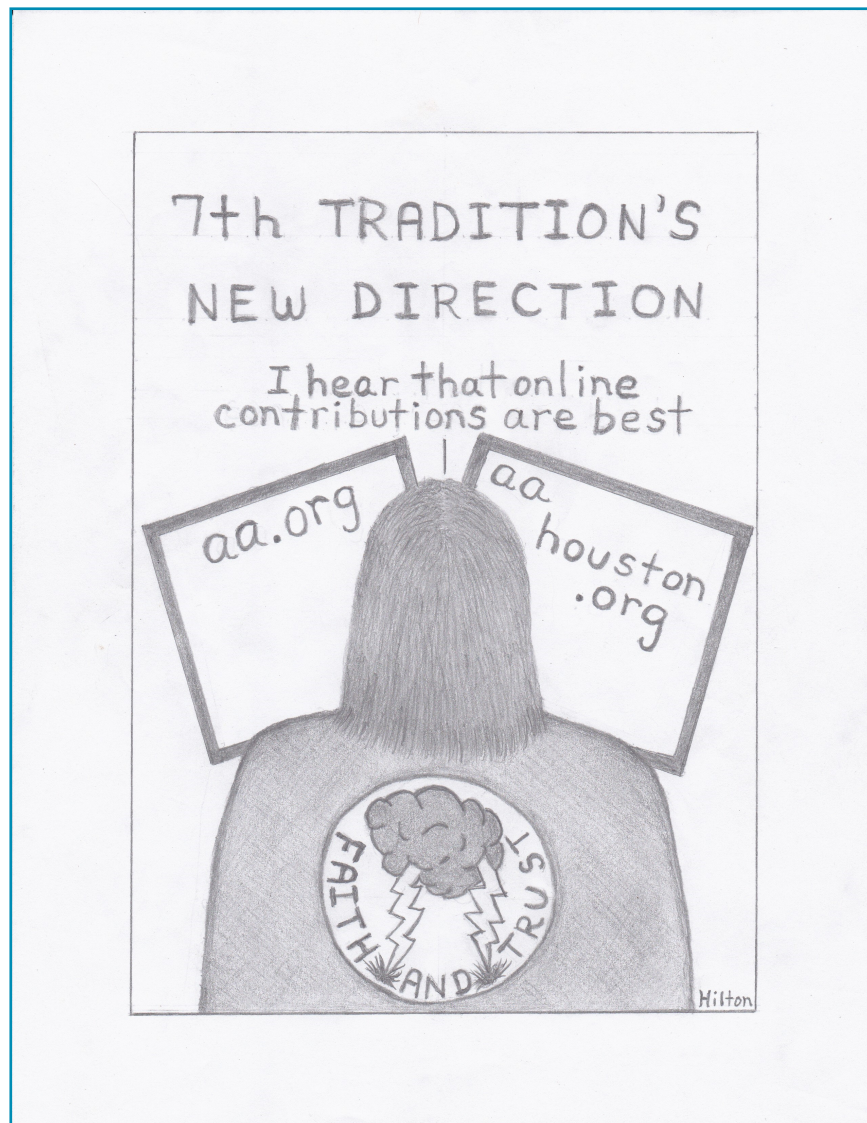 7th TRADITION'S
NEW DIRECTION
I hear that online
contributions are best
aa.org
aa
houston
.org
FAITH AND TRUST
Hilton